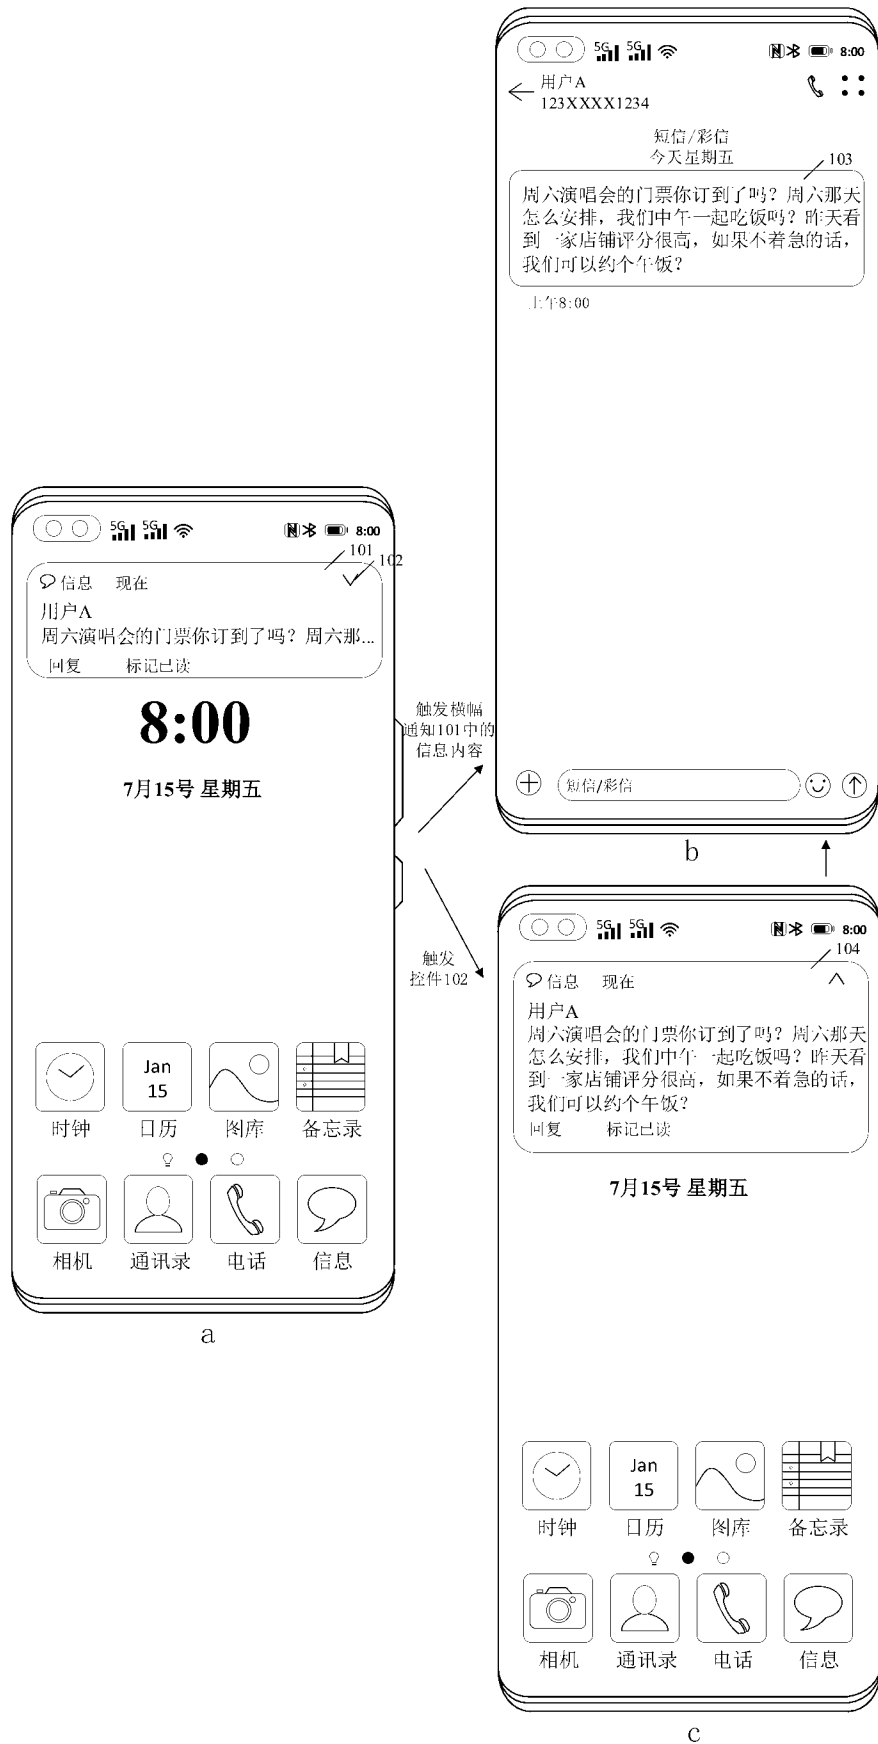 5G 5G 8:00
用户A
123XXXX1234
短信/彩信
今天星期五
103
周六演唱会的门票你订到了吗？周六那天
怎么安排，我们中午一起吃饭吗？昨天看
到一家店铺评分很高，如果不着急的话，
我们可以约个午饭？
上午8:00
短信/彩信
b
5G 5G 8:00
101
102
信息 现在
用户A
周六演唱会的门票你订到了吗？周六那...
回复 标记已读
8:00
7月15号 星期五
Jan
15
时钟 日历 图库 备忘录
相机 通讯录 电话 信息
a
触发横幅
通知101中的
信息内容
触发
控件102
5G 5G 8:00
104
信息 现在
用户A
周六演唱会的门票你订到了吗？周六那天
怎么安排，我们中午一起吃饭吗？昨天看
到一家店铺评分很高，如果不着急的话，
我们可以约个午饭？
回复 标记已读
7月15号 星期五
Jan
15
时钟 日历 图库 备忘录
相机 通讯录 电话 信息
c